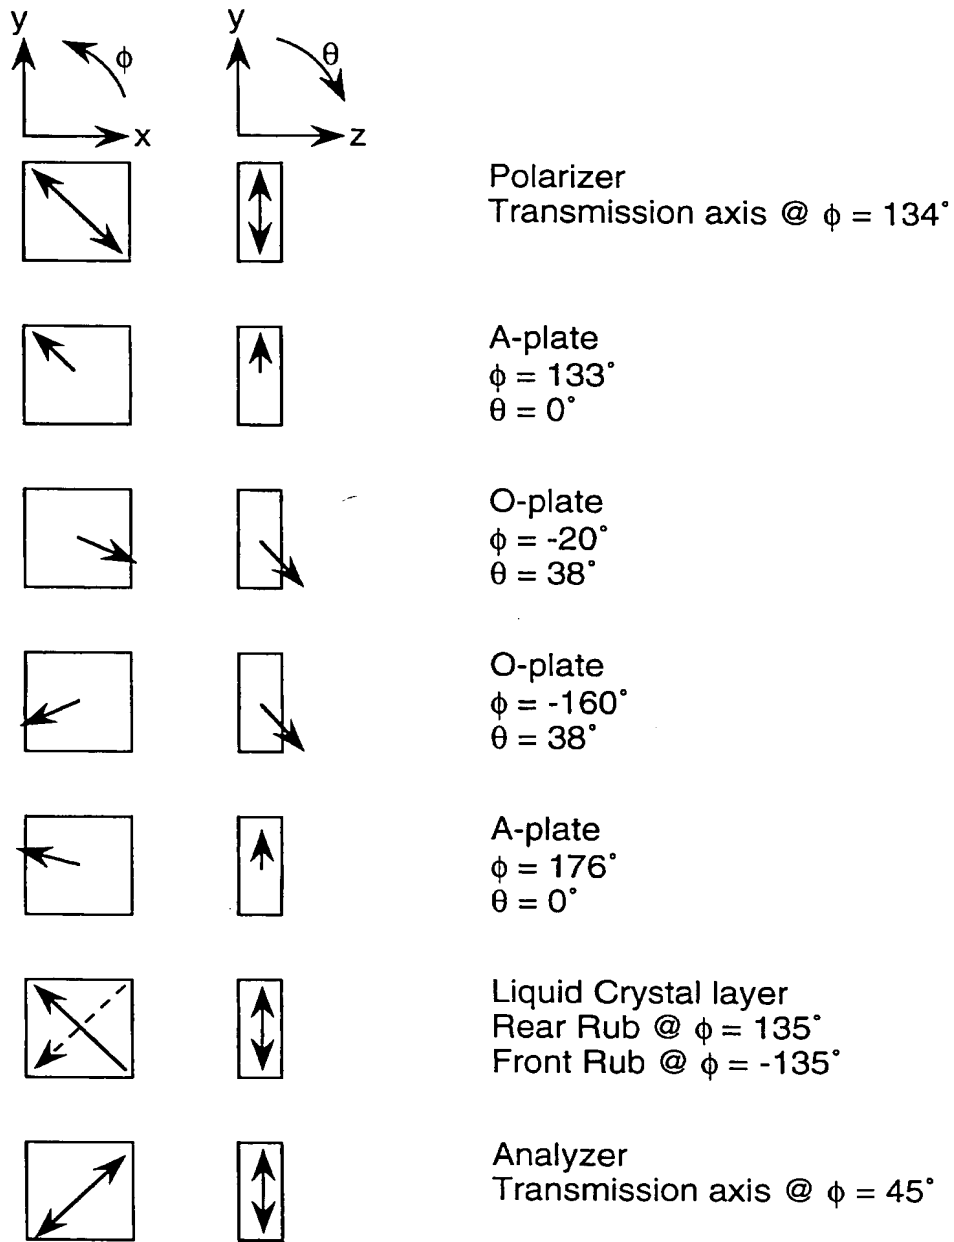 y
y
ϕ
θ
x
z
Polarizer
Transmission axis @ ϕ = 134°
A-plate
ϕ = 133°
θ = 0°
O-plate
ϕ = -20°
θ = 38°
O-plate
ϕ = -160°
θ = 38°
A-plate
ϕ = 176°
θ = 0°
Liquid Crystal layer
Rear Rub @ ϕ = 135°
Front Rub @ ϕ = -135°
Analyzer
Transmission axis @ ϕ = 45°